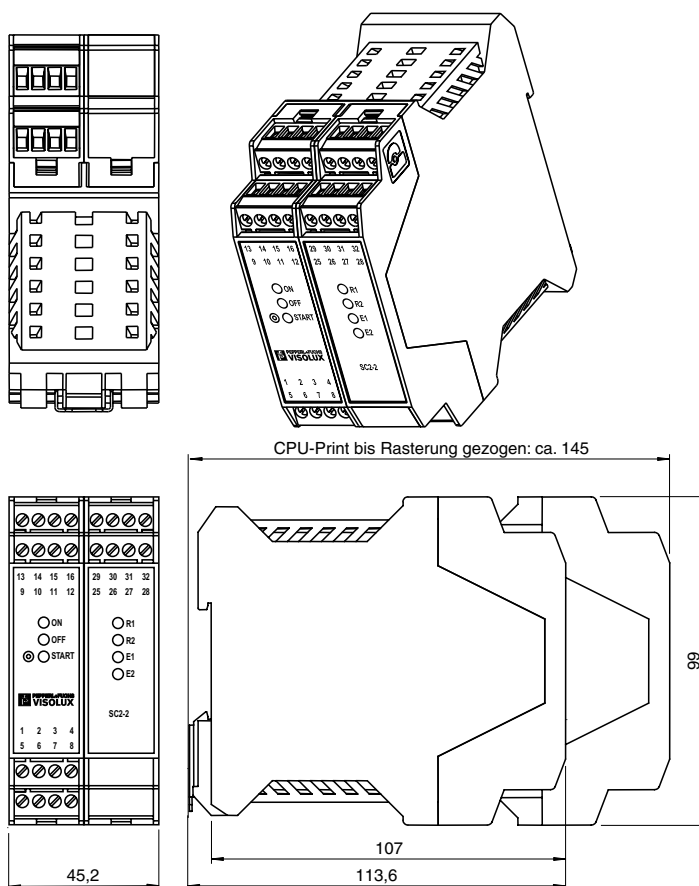 13 14 15 16
9 10 11 12
ON
OFF
START
PEPPERL+FUCHS
VISOLUX
1 2 3 4
5 6 7 8
29 30 31 32
25 26 27 28
R1
R2
E1
E2
SC2-2
CPU-Print bis Rasterung gezogen: ca. 145
13 14 15 16
9 10 11 12
ON
OFF
START
PEPPERL+FUCHS
VISOLUX
1 2 3 4
5 6 7 8
29 30 31 32
25 26 27 28
R1
R2
E1
E2
SC2-2
99
107
45,2
113,6